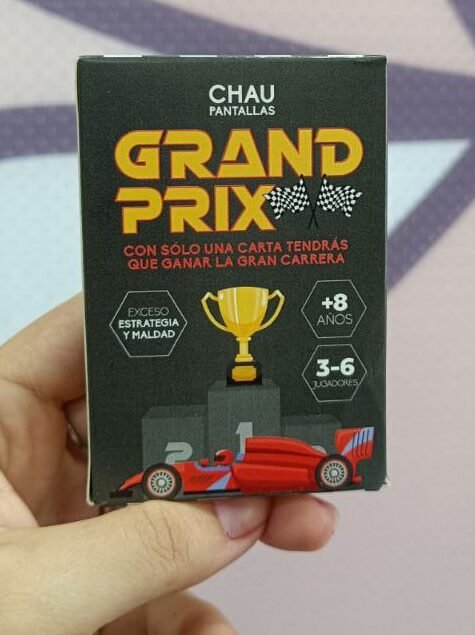 CHAU
PANTALLAS
GRAND
PRIX
CON SÓLO UNA CARTA TENDRÁS
QUE GANAR LA GRAN CARRERA
EXCESO
ESTRATEGIA
Y MALDAD
+8
AÑOS
3-6
JUGADORES
1
2